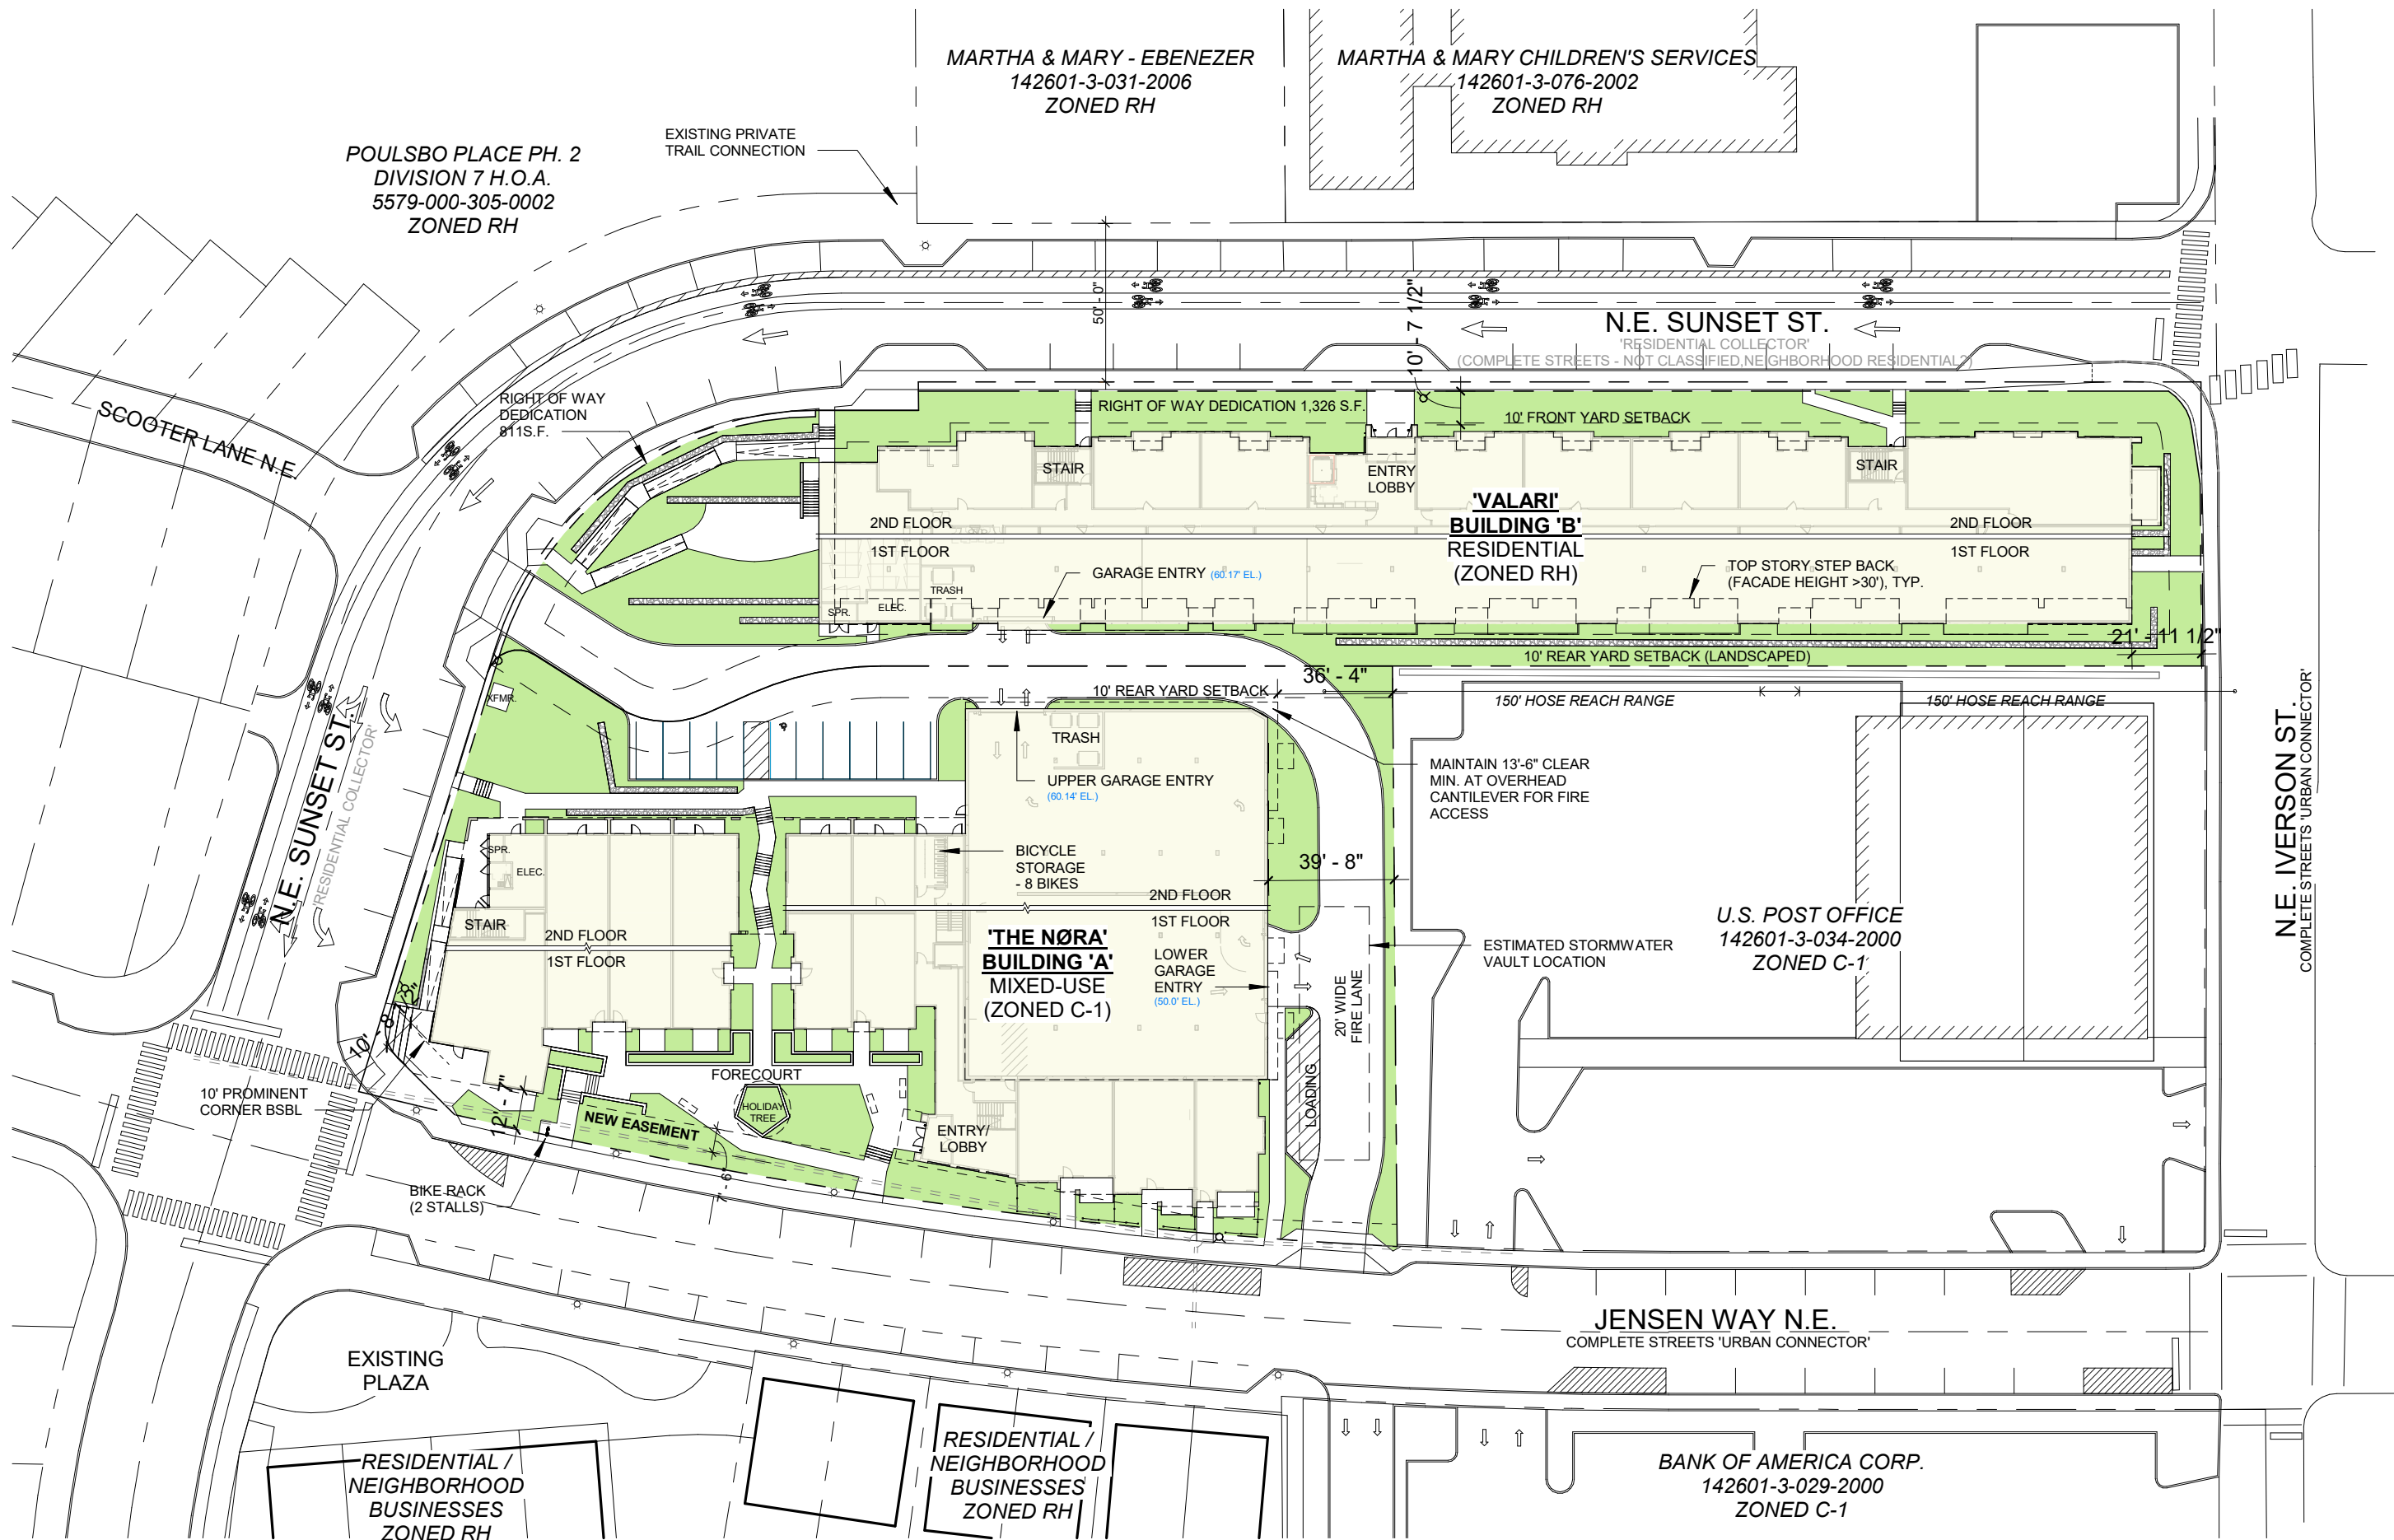 MARTHA & MARY - EBENEZER
142601-3-031-2006
ZONED RH
MARTHA & MARY CHILDREN'S SERVICES
142601-3-076-2002
ZONED RH
EXISTING PRIVATE
TRAIL CONNECTION
POULSBO PLACE PH. 2
DIVISION 7 H.O.A.
5579-000-305-0002
ZONED RH
50' - 0"
10' - 7 1/2"
N.E. SUNSET ST.
'RESIDENTIAL COLLECTOR'
(COMPLETE STREETS - NOT CLASSIFIED,NEIGHBORHOOD RESIDENTIAL?)
SCOOTER LANE N.E.
RIGHT OF WAY
DEDICATION
811S.F.
RIGHT OF WAY DEDICATION 1,326 S.F.
10' FRONT YARD SETBACK
STAIR
ENTRY
LOBBY
STAIR
'VALARI'
BUILDING 'B'
RESIDENTIAL
(ZONED RH)
2ND FLOOR
1ST FLOOR
2ND FLOOR
1ST FLOOR
GARAGE ENTRY (60.17' EL.)
TOP STORY STEP BACK
(FACADE HEIGHT >30'), TYP.
TRASH
ELEC.
SPR.
21' - 11 1/2"
10' REAR YARD SETBACK (LANDSCAPED)
36' - 4"
10' REAR YARD SETBACK
150' HOSE REACH RANGE
150' HOSE REACH RANGE
XFMR.
TRASH
UPPER GARAGE ENTRY
(60.14' EL.)
MAINTAIN 13'-6" CLEAR
MIN. AT OVERHEAD
CANTILEVER FOR FIRE
ACCESS
N.E. SUNSET ST.
'RESIDENTIAL COLLECTOR'
N.E. IVERSON ST.
COMPLETE STREETS 'URBAN CONNECTOR'
SPR.
ELEC.
BICYCLE
STORAGE
- 8 BIKES
39' - 8"
2ND FLOOR
1ST FLOOR
STAIR
2ND FLOOR
1ST FLOOR
'THE NØRA'
BUILDING 'A'
MIXED-USE
(ZONED C-1)
LOWER
GARAGE
ENTRY
(50.0' EL.)
20' WIDE
FIRE LANE
ESTIMATED STORMWATER
VAULT LOCATION
U.S. POST OFFICE
142601-3-034-2000
ZONED C-1
10' - 8 1/2"
10' PROMINENT
CORNER BSBL
12' - 7"
FORECOURT
HOLIDAY
TREE
NEW EASEMENT
ENTRY/
LOBBY
LOADING
7' - 6"
BIKE RACK
(2 STALLS)
JENSEN WAY N.E.
COMPLETE STREETS 'URBAN CONNECTOR'
EXISTING
PLAZA
RESIDENTIAL /
NEIGHBORHOOD
BUSINESSES
ZONED RH
RESIDENTIAL /
NEIGHBORHOOD
BUSINESSES
ZONED RH
BANK OF AMERICA CORP.
142601-3-029-2000
ZONED C-1